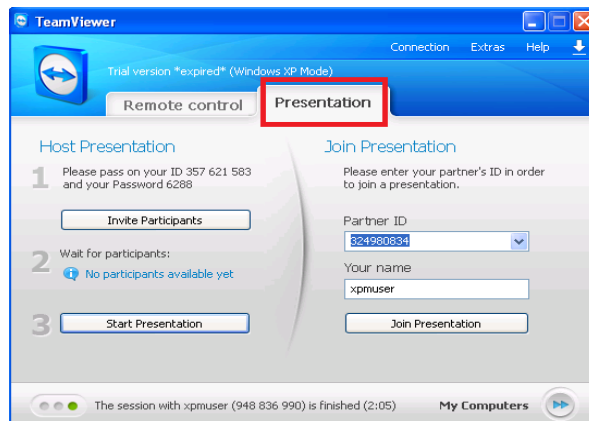 TeamViewer
Connection Extras Help
Trial version *expired* (Windows XP Mode)
Remote control Presentation
Host Presentation
1 Please pass on your ID 357 621 583
and your Password 6288
Invite Participants
2 Wait for participants:
No participants available yet
3 Start Presentation
Join Presentation
Please enter your partner's ID in order
to join a presentation.
Partner ID
324980834
Your name
xpmuser
Join Presentation
The session with xpmuser (948 836 990) is finished (2:05) My Computers